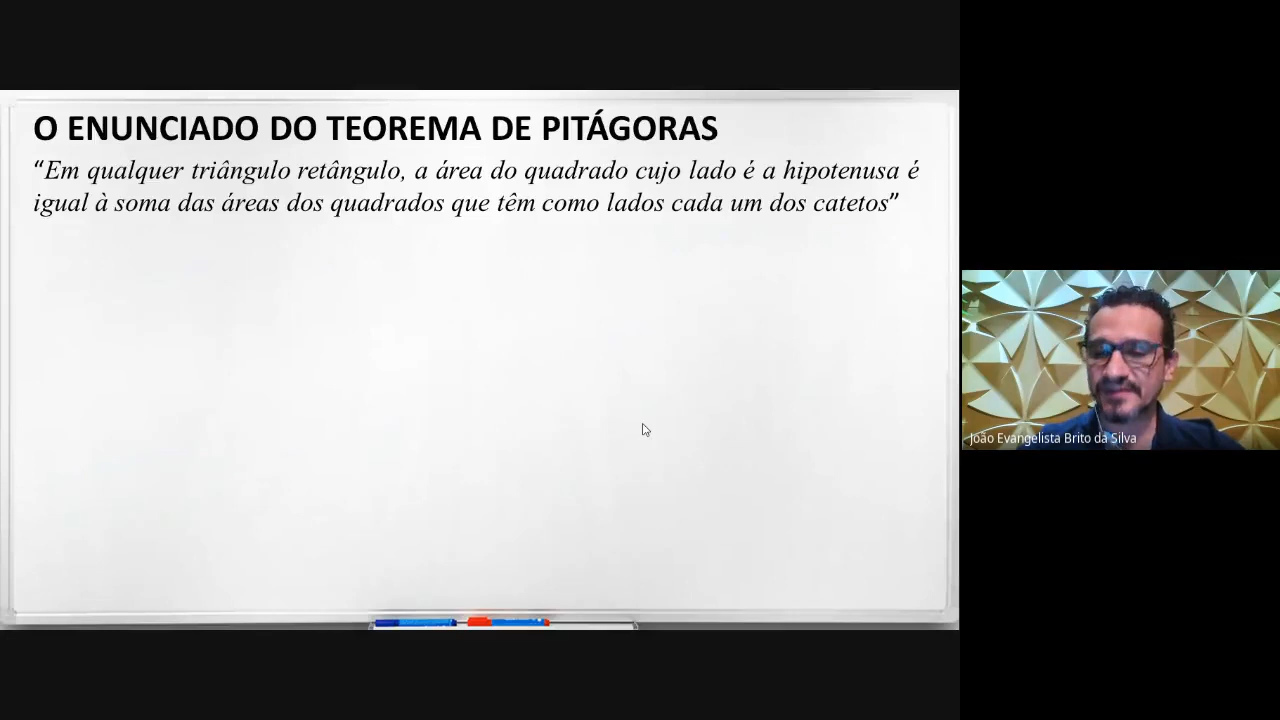 O ENUNCIADO DO TEOREMA DE PITÁGORAS
“Em qualquer triângulo retângulo, a área do quadrado cujo lado é a hipotenusa é
igual à soma das áreas dos quadrados que têm como lados cada um dos catetos”
João Evangelista Brito da Silva